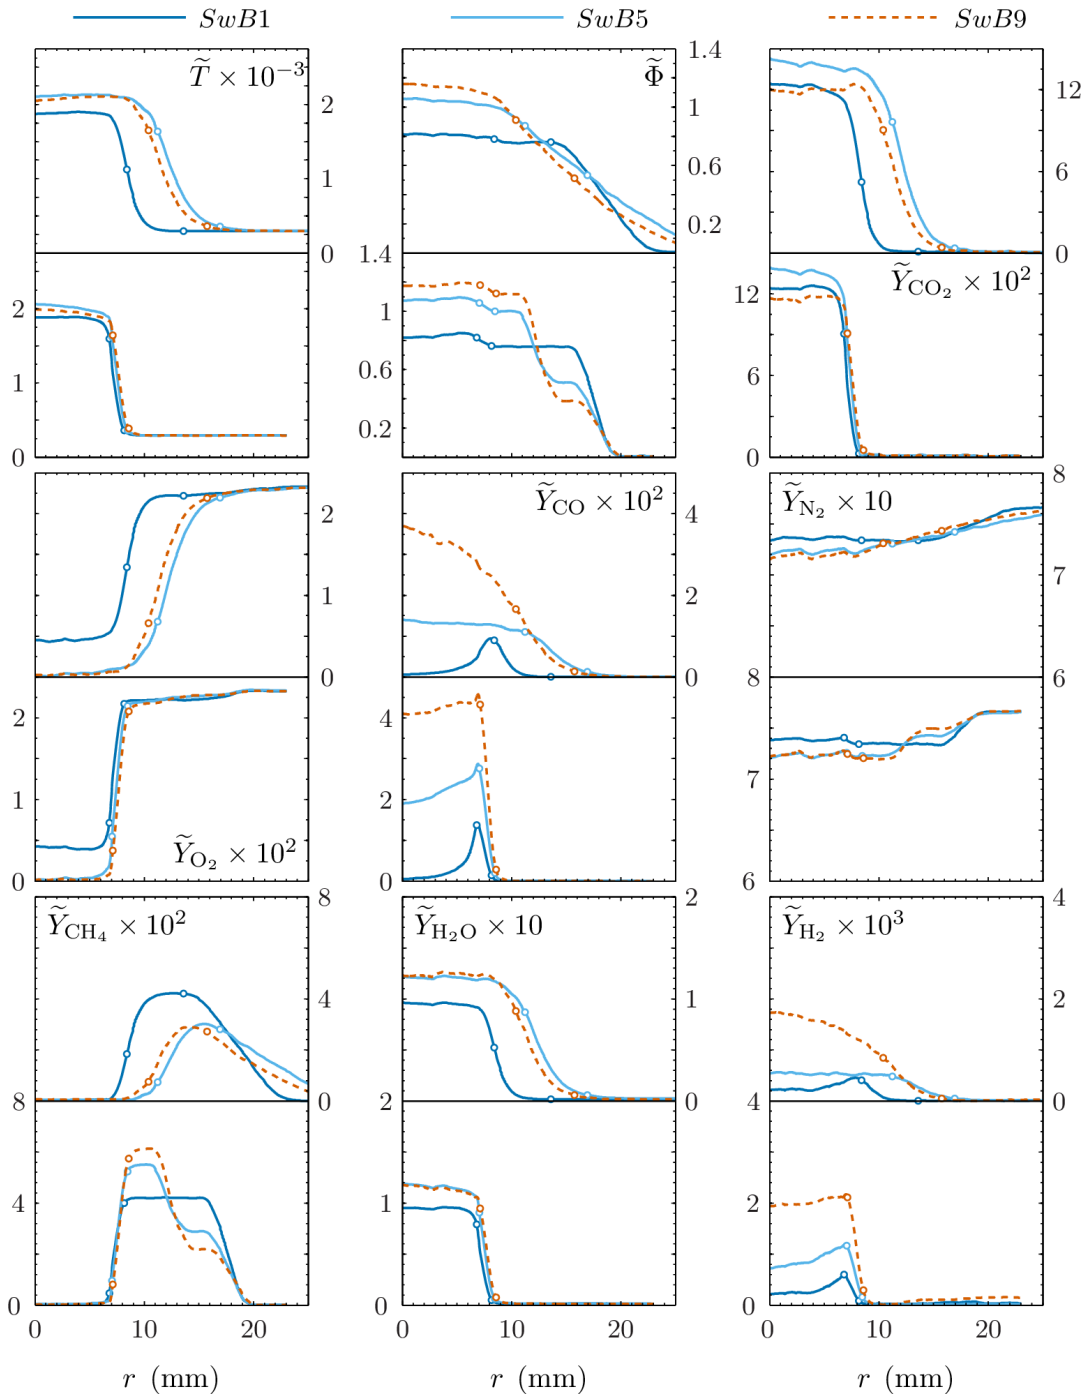 SwB1 SwB5 SwB9
T̃ × 10⁻³ Φ̃ 1.4
2 1 12
0.6 6
0.2
0 0
1.4 Ỹ_CO₂ × 10²
2 1 12
1 0.6 6
0.2
0 0
Ỹ_CO × 10² Ỹ_N₂ × 10 8
2 4
1 2 7
0 0 8 6
2 4
1 2 7
Ỹ_O₂ × 10²
0 0 6
Ỹ_CH₄ × 10² 8 Ỹ_H₂O × 10 2 Ỹ_H₂ × 10³ 4
4 1 2
8 0 2 0 4 0
4 1 2
0 0 0
0 10 20 0 10 20 0 10 20
r (mm) r (mm) r (mm)